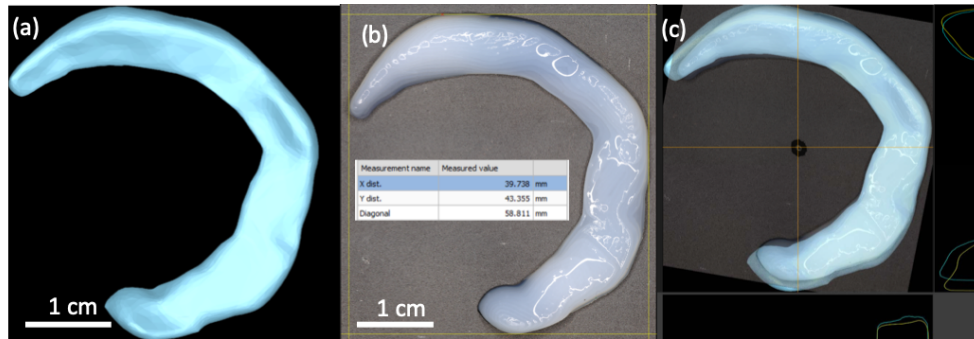 (a)
1 cm
(b)
Measurement name Measured value
X dist. 39.738 mm
Y dist. 43.355 mm
Diagonal 58.811 mm
1 cm
(c)